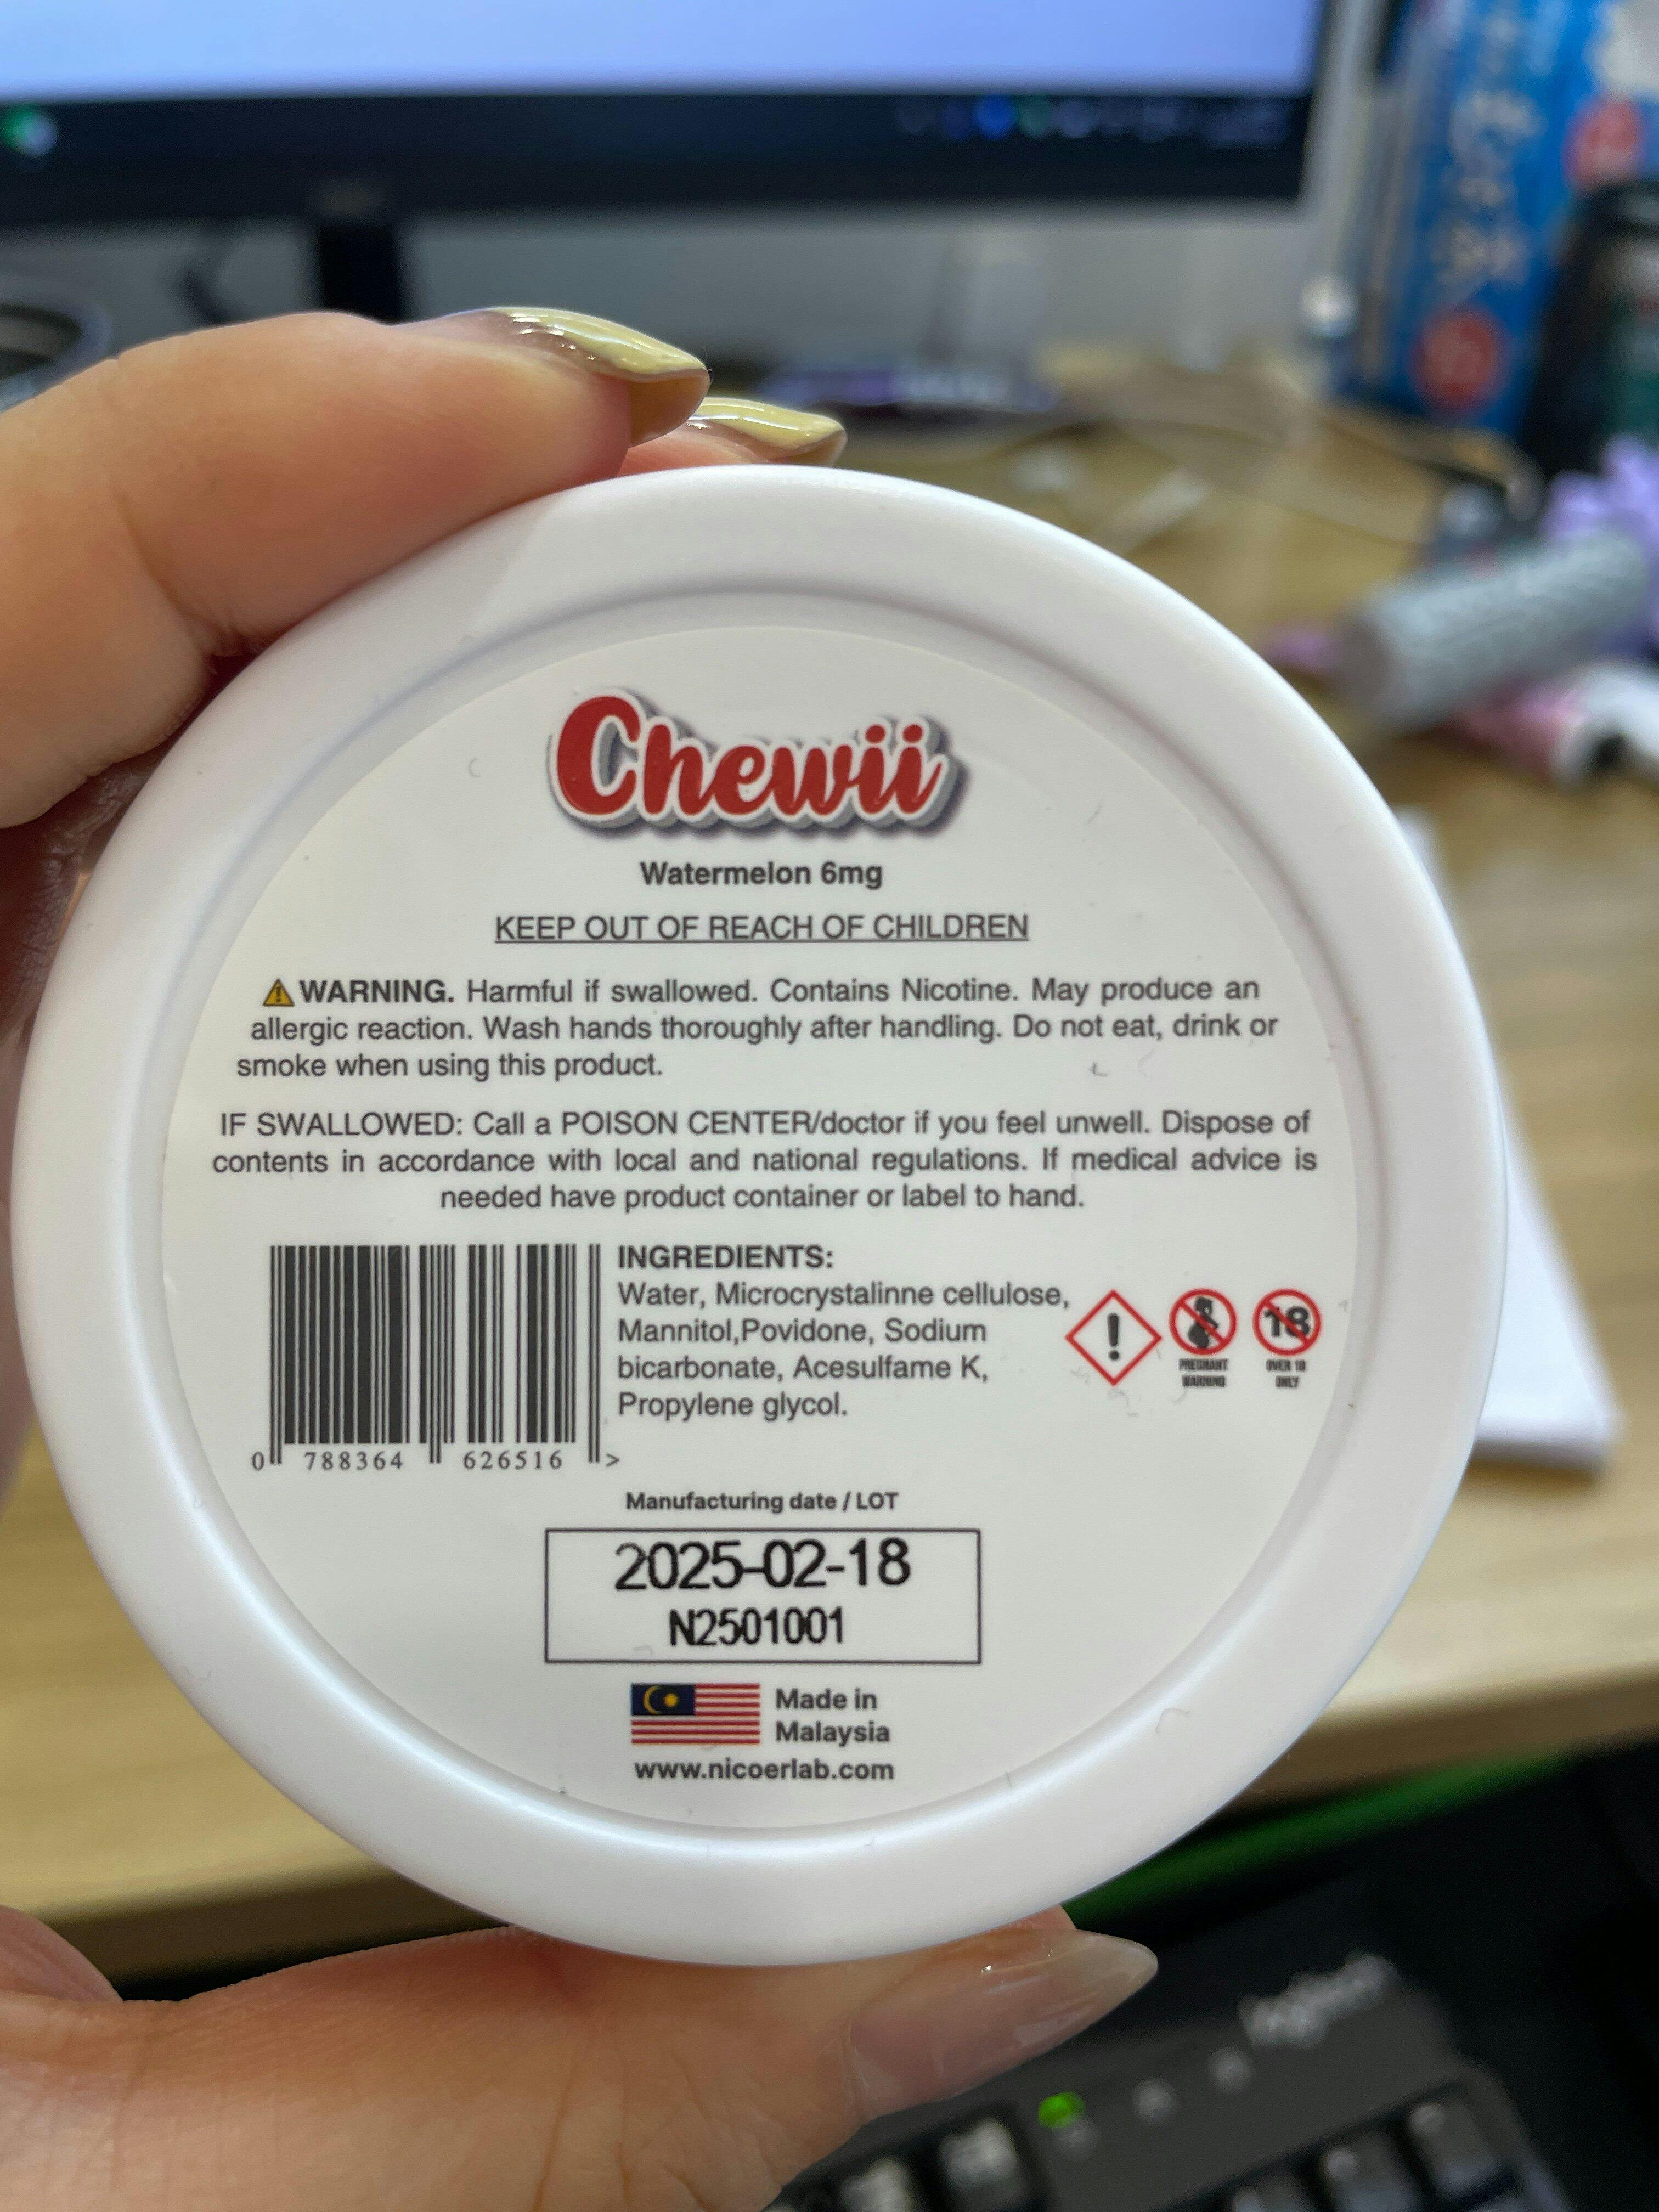 Chewii
Watermelon 6mg
KEEP OUT OF REACH OF CHILDREN
WARNING. Harmful if swallowed. Contains Nicotine. May produce an
allergic reaction. Wash hands thoroughly after handling. Do not eat, drink or
smoke when using this product.
IF SWALLOWED: Call a POISON CENTER/doctor if you feel unwell. Dispose of
contents in accordance with local and national regulations. If medical advice is
needed have product container or label to hand.
INGREDIENTS:
Water, Microcrystalinne cellulose,
Mannitol,Povidone, Sodium
bicarbonate, Acesulfame K,
Propylene glycol.
!
PREGNANT
WARNING
18
OVER 18
ONLY
0 788364 626516 >
Manufacturing date / LOT
2025-02-18
N2501001
Made in
Malaysia
www.nicoerlab.com